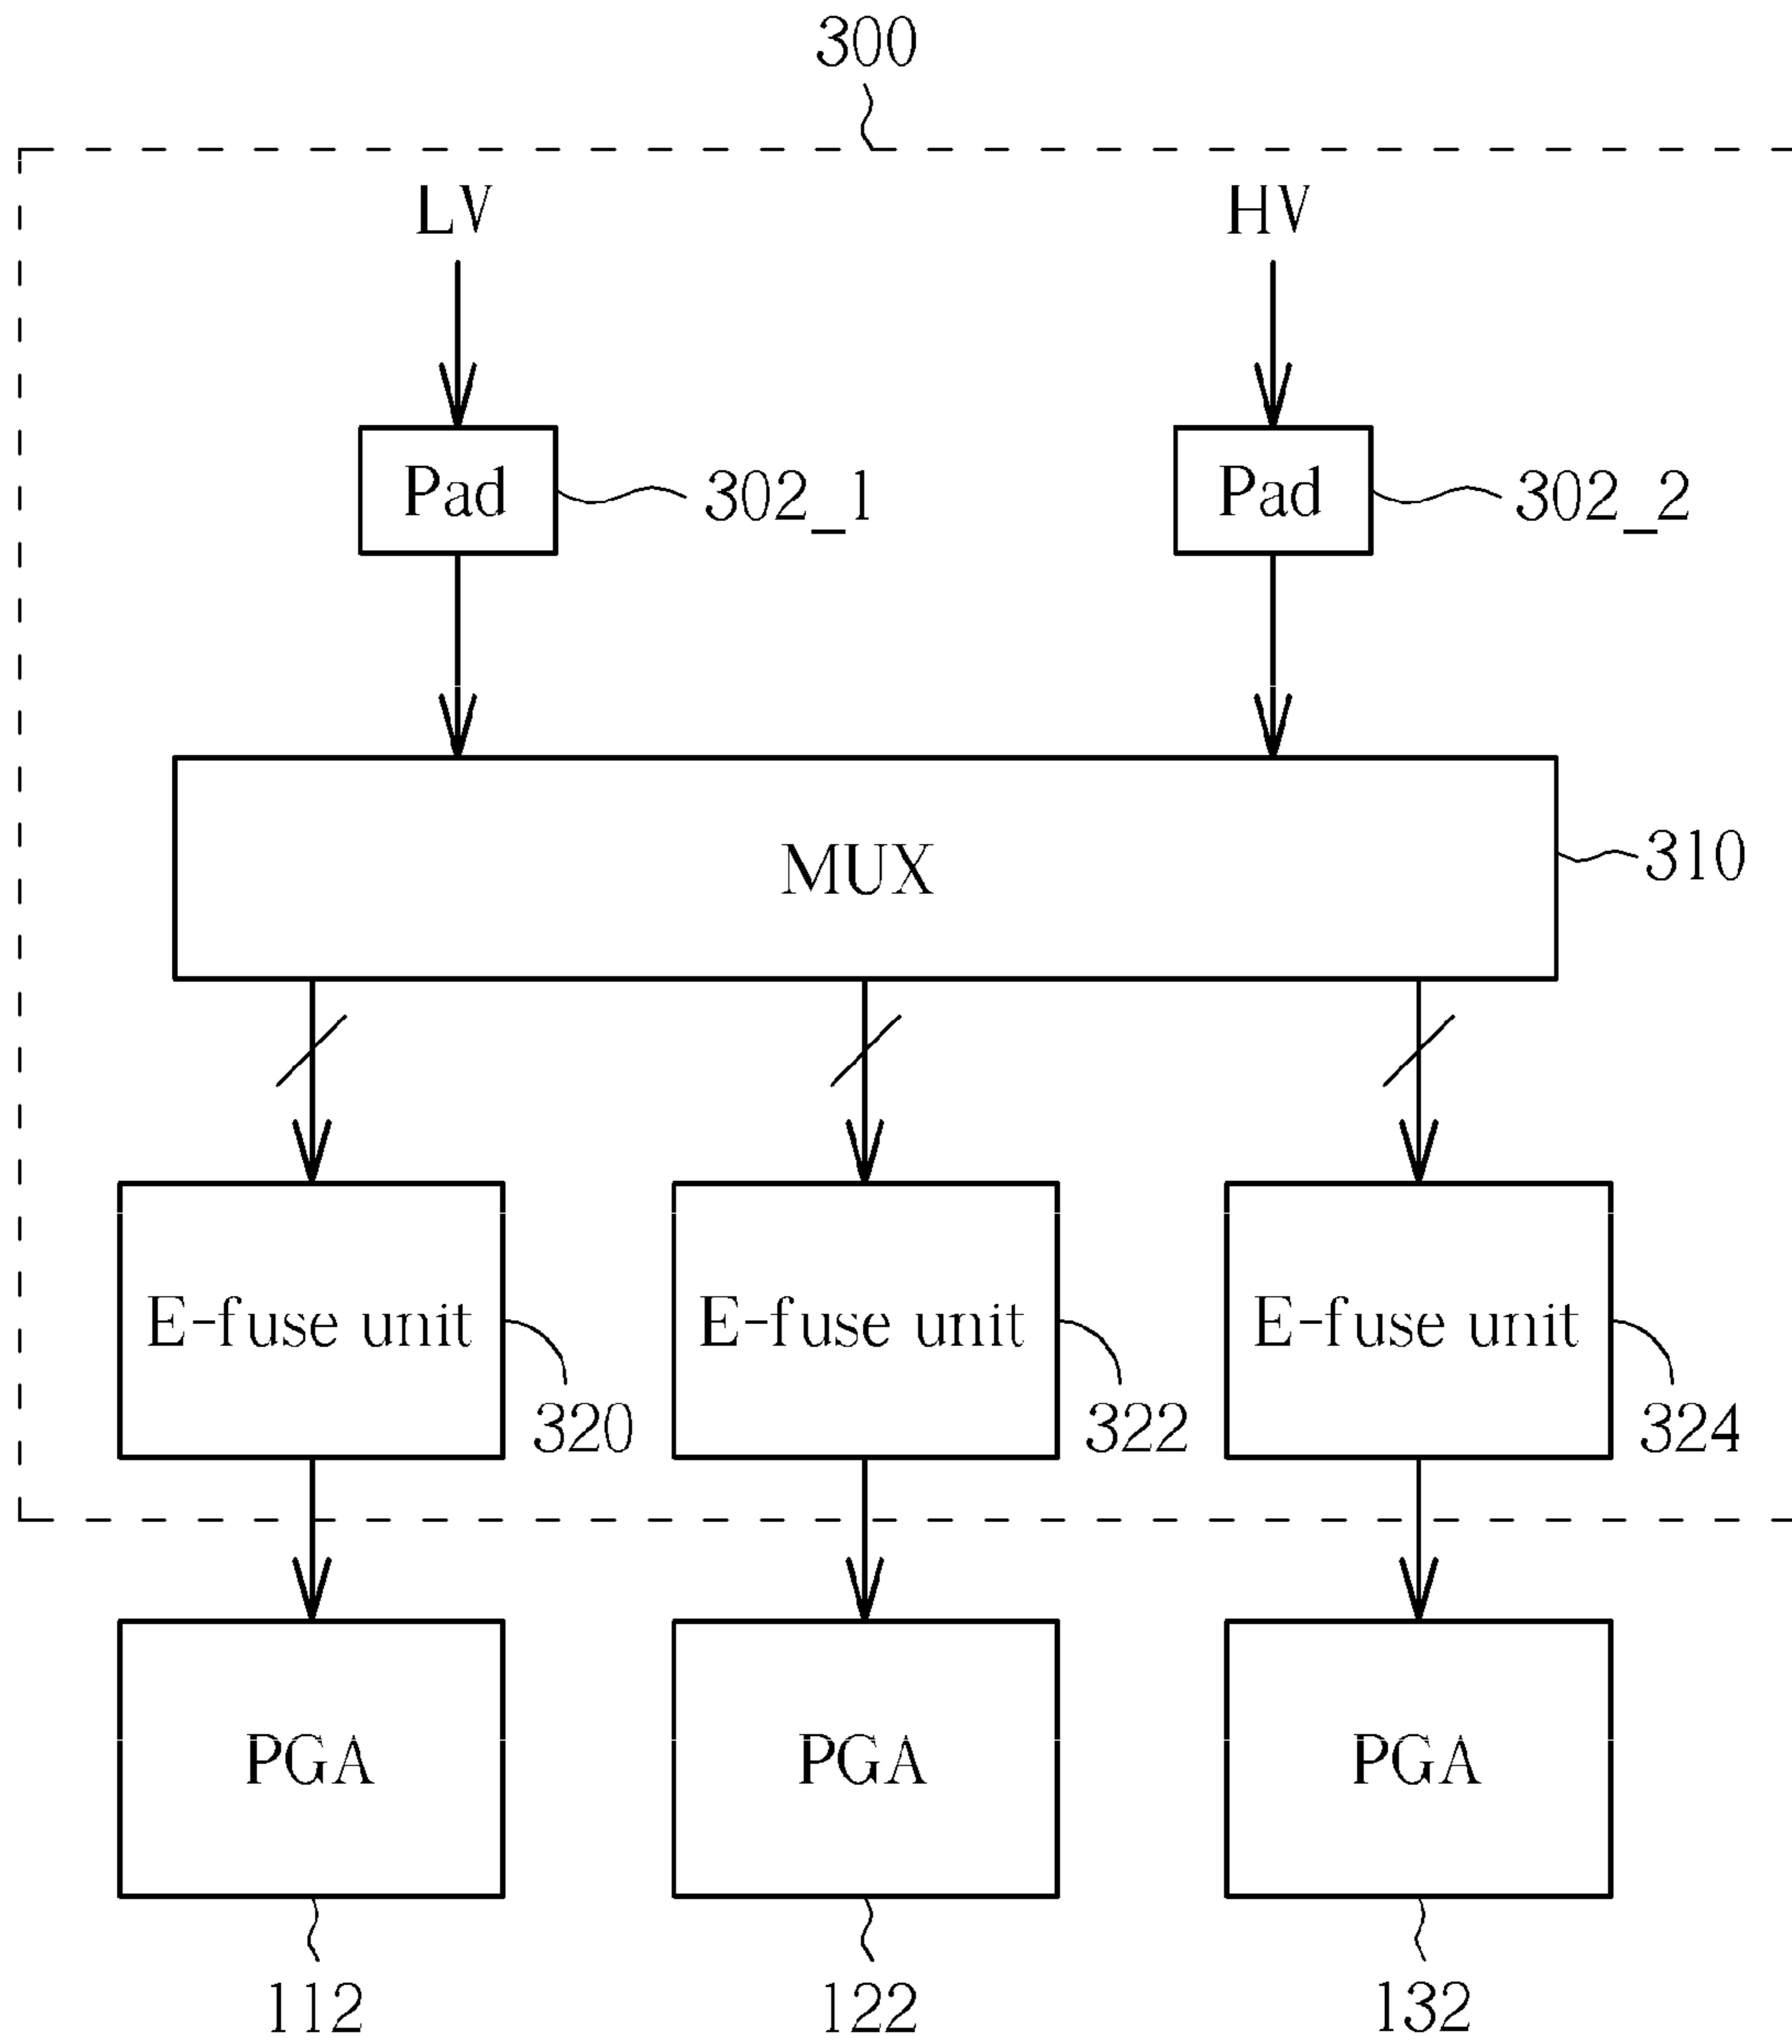 300
LV
HV
Pad
302_1
Pad
302_2
MUX
310
E-fuse unit
E-fuse unit
E-fuse unit
320
322
324
PGA
PGA
PGA
112
122
132